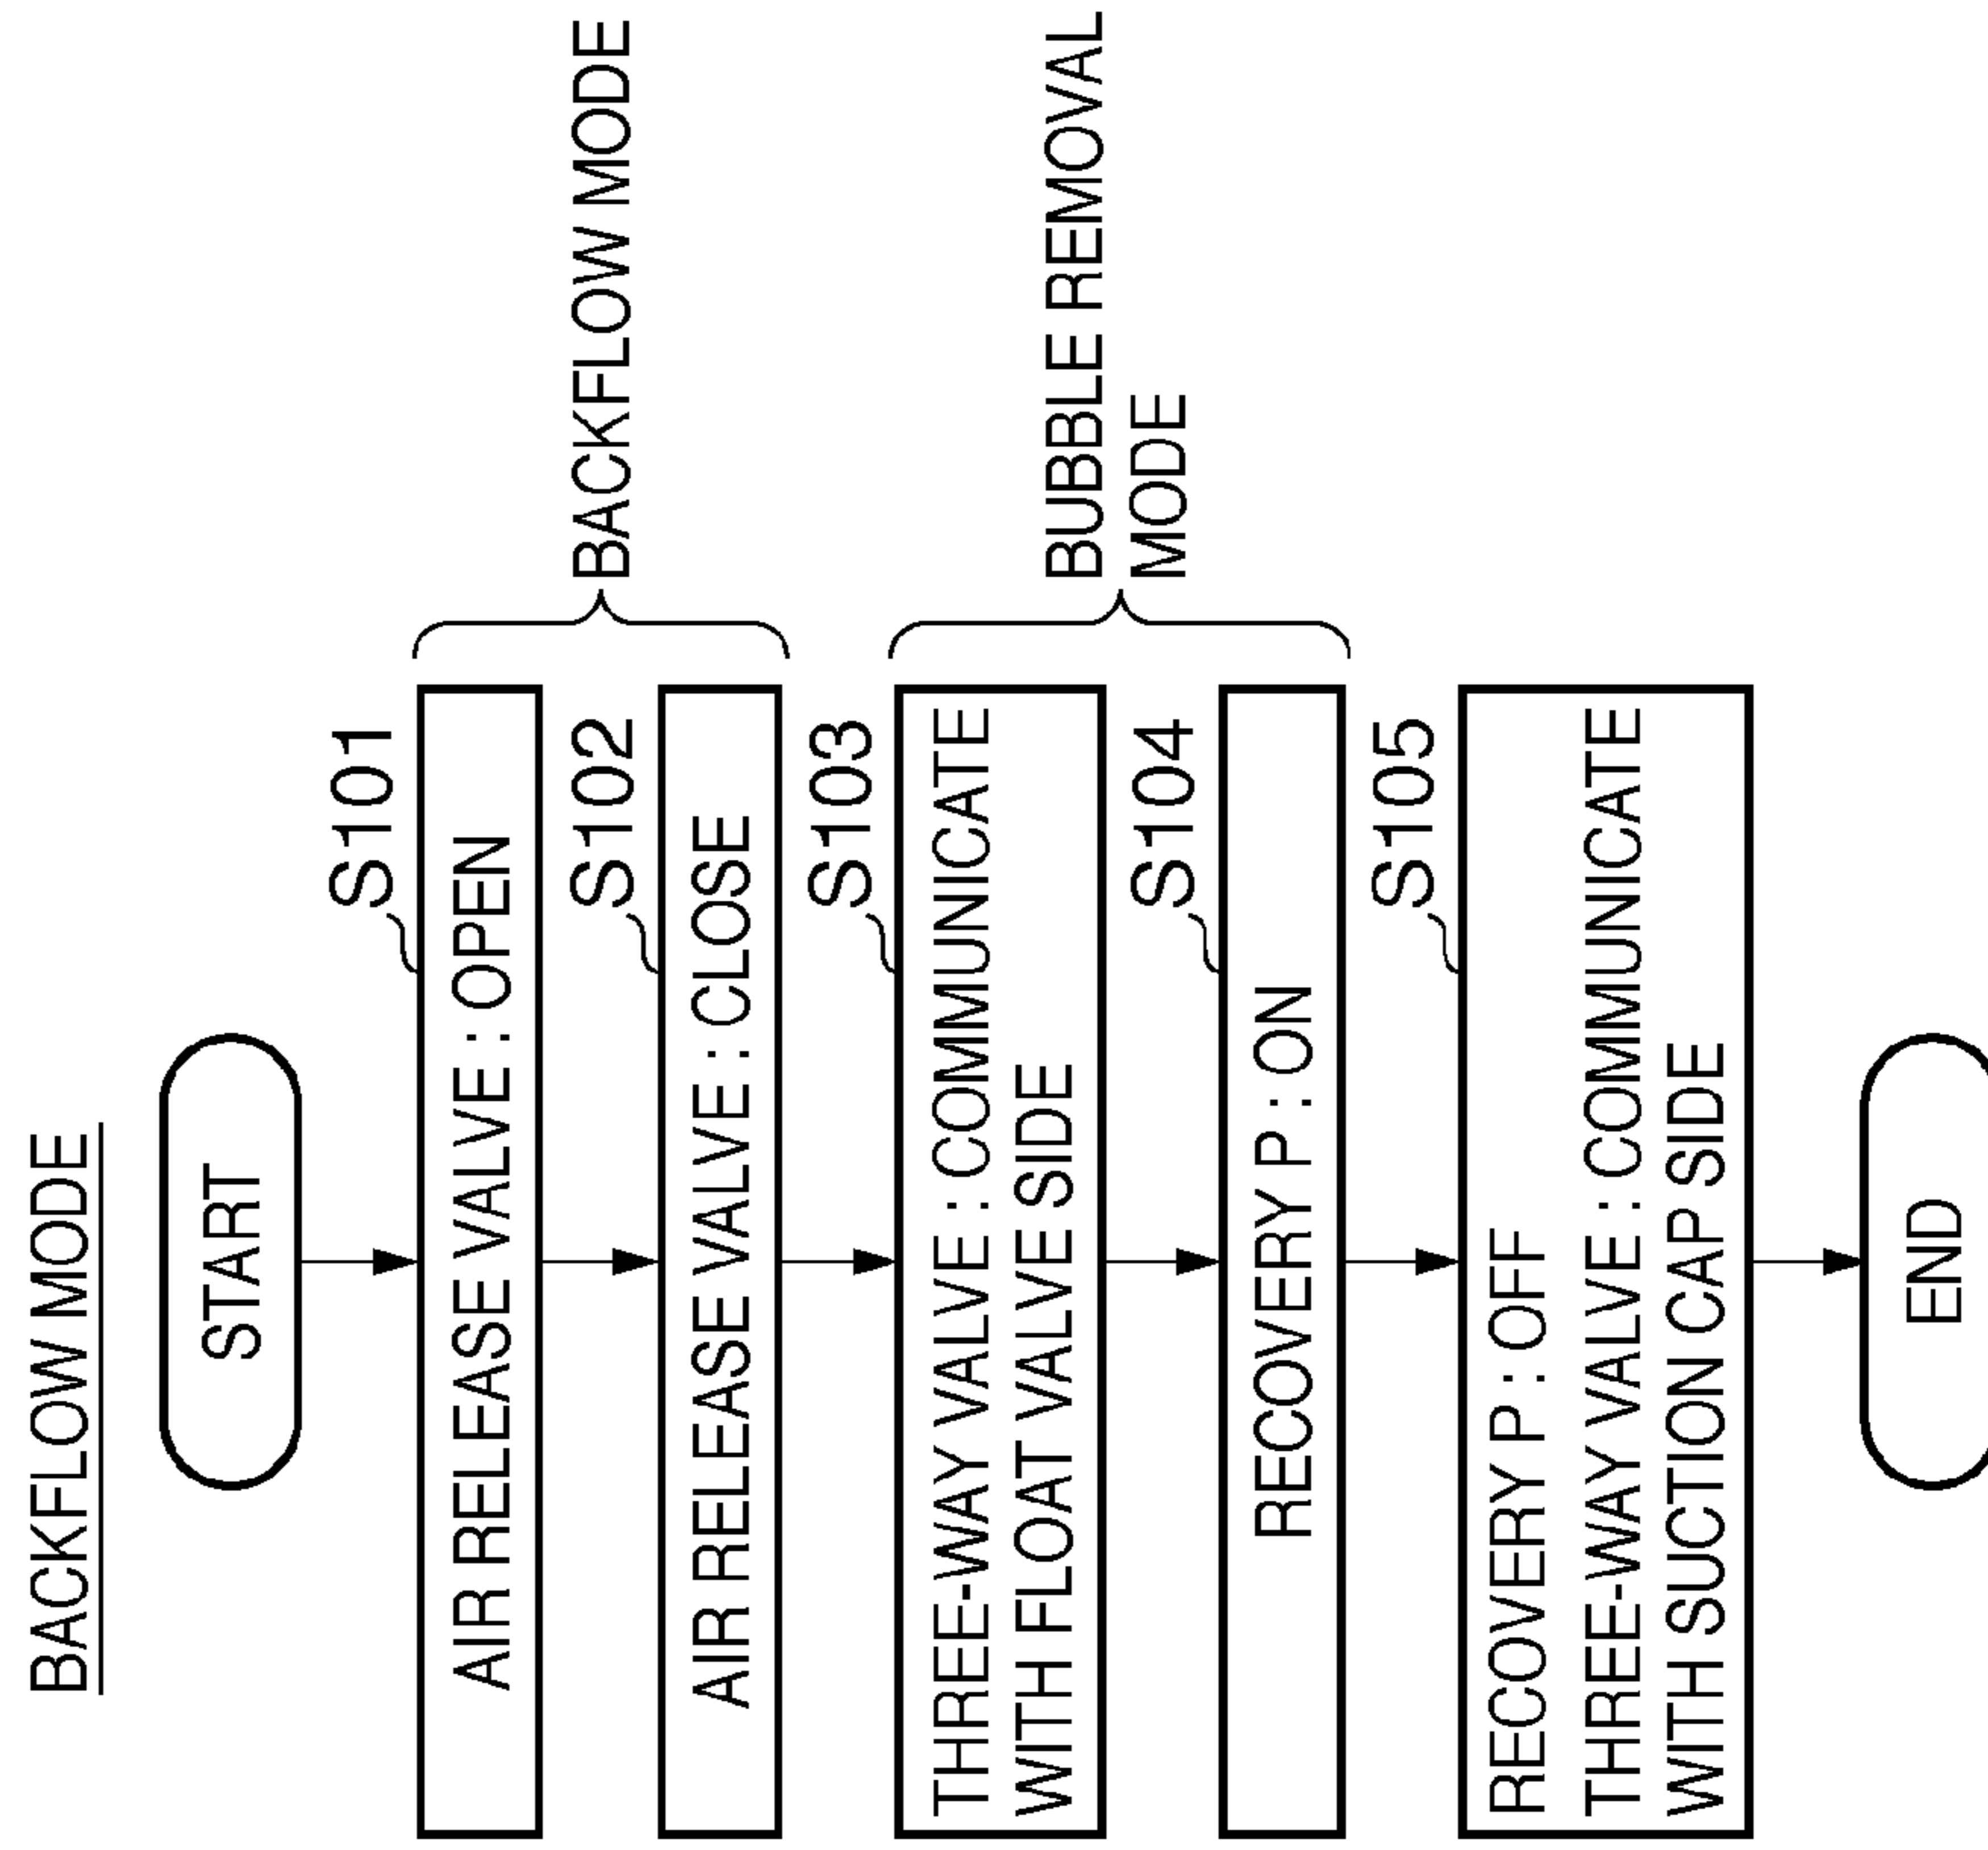 BACKFLOW MODE
START
S101
AIR RELEASE VALVE : OPEN
S102
AIR RELEASE VALVE : CLOSE
BACKFLOW MODE
S103
THREE-WAY VALVE : COMMUNICATE
WITH FLOAT VALVE SIDE
S104
RECOVERY P : ON
BUBBLE REMOVAL
MODE
S105
RECOVERY P : OFF
THREE-WAY VALVE : COMMUNICATE
WITH SUCTION CAP SIDE
END